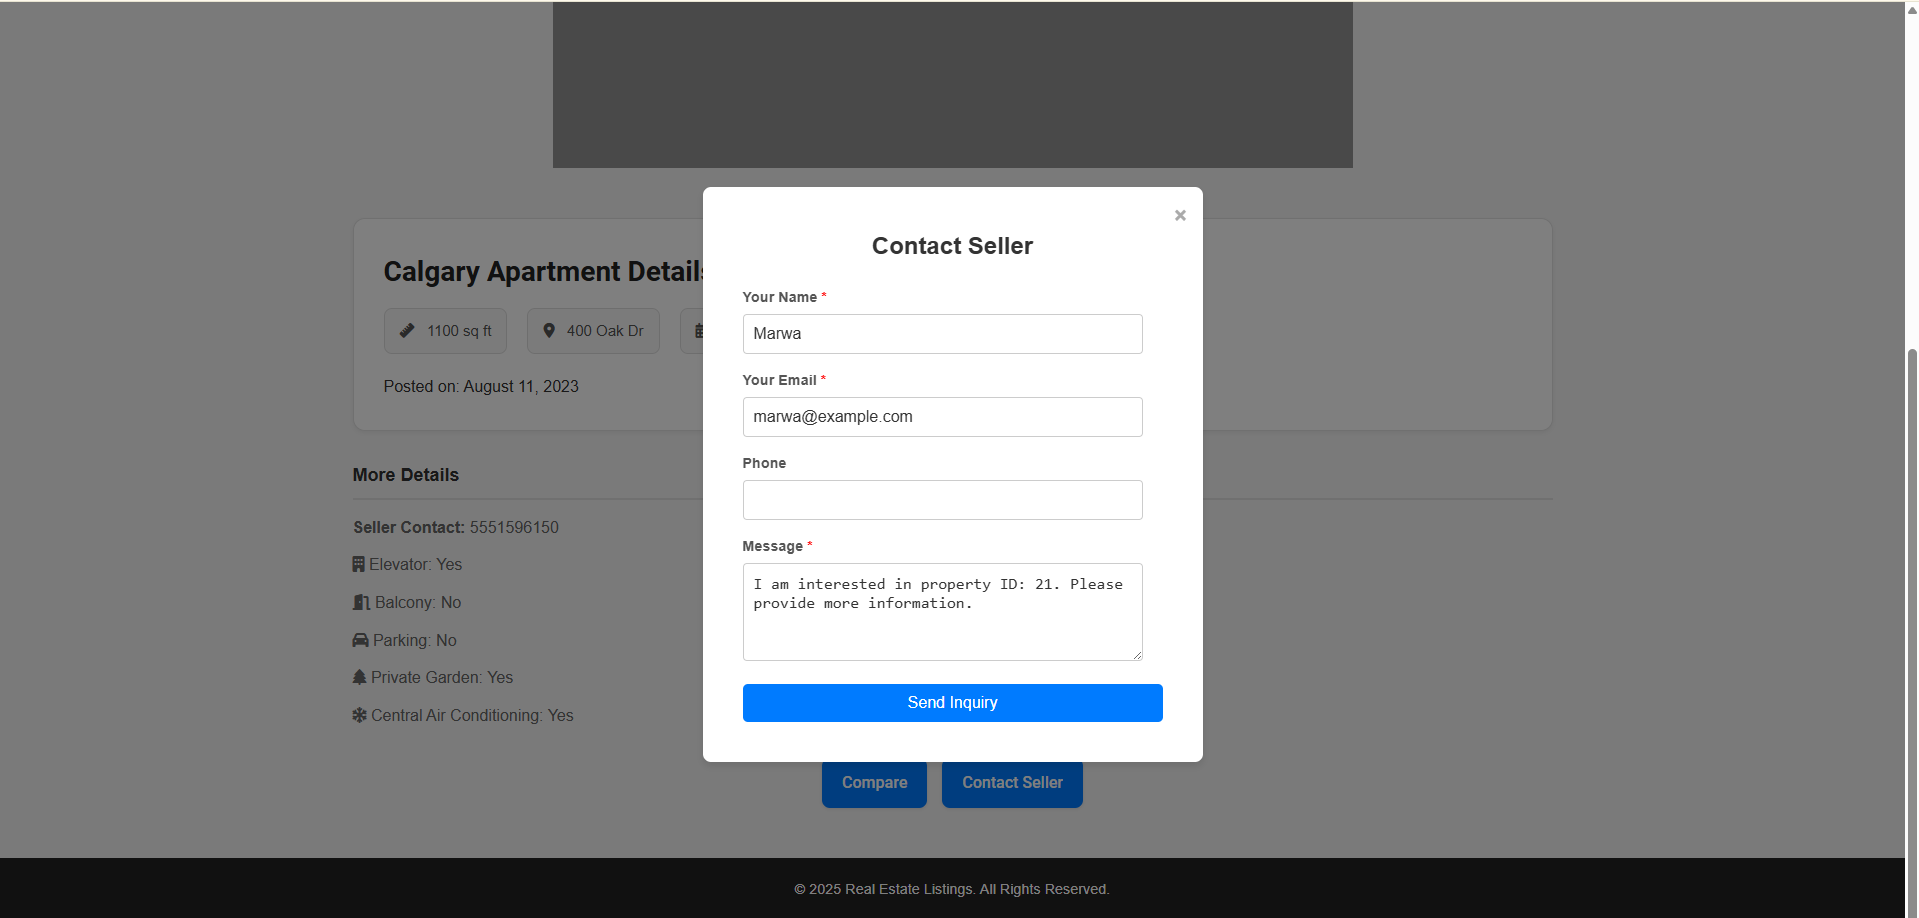 Contact Seller
Your Name *
Marwa
Your Email *
marwa@example.com
Phone
Message *
I am interested in property ID: 21. Please
provide more information.
Send Inquiry
Calgary Apartment Details
1100 sq ft
400 Oak Dr
Posted on: August 11, 2023
More Details
Seller Contact: 5551596150
Elevator: Yes
Balcony: No
Parking: No
Private Garden: Yes
Central Air Conditioning: Yes
Compare
Contact Seller
© 2025 Real Estate Listings. All Rights Reserved.